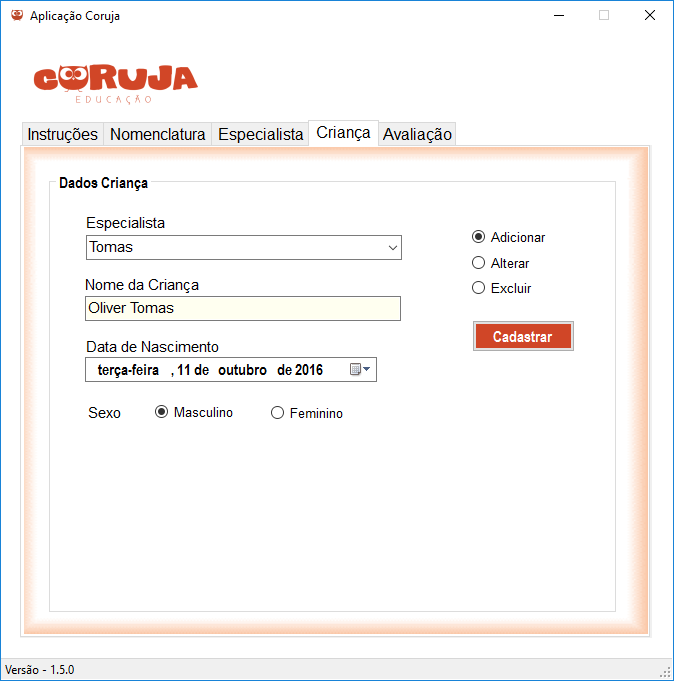 Aplicação Coruja
CORUJA
EDUCAÇÃO
Instruções Nomenclatura Especialista Criança Avaliação
Dados Criança
Especialista
Tomas
Adicionar
Alterar
Excluir
Nome da Criança
Oliver Tomas
Cadastrar
Data de Nascimento
terça-feira , 11 de outubro de 2016
Sexo Masculino Feminino
Versão - 1.5.0